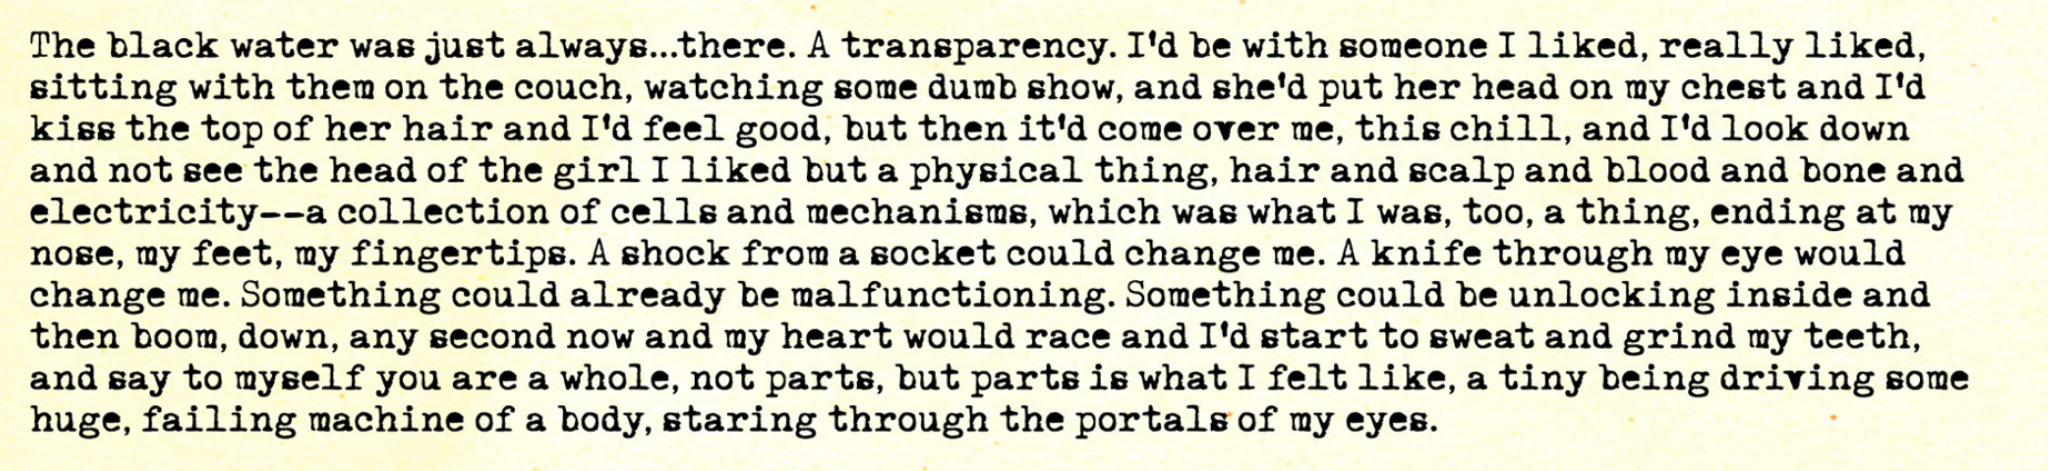 The black water was just always...there. A transparency. I'd be with someone I liked, really liked,
sitting with them on the couch, watching some dumb show, and she'd put her head on my chest and I'd
kiss the top of her hair and I'd feel good, but then it'd come over me, this chill, and I'd look down
and not see the head of the girl I liked but a physical thing, hair and scalp and blood and bone and
electricity--a collection of cells and mechanisms, which was what I was, too, a thing, ending at my
nose, my feet, my fingertips. A shock from a socket could change me. A knife through my eye would
change me. Something could already be malfunctioning. Something could be unlocking inside and
then boom, down, any second now and my heart would race and I'd start to sweat and grind my teeth,
and say to myself you are a whole, not parts, but parts is what I felt like, a tiny being driving some
huge, failing machine of a body, staring through the portals of my eyes.